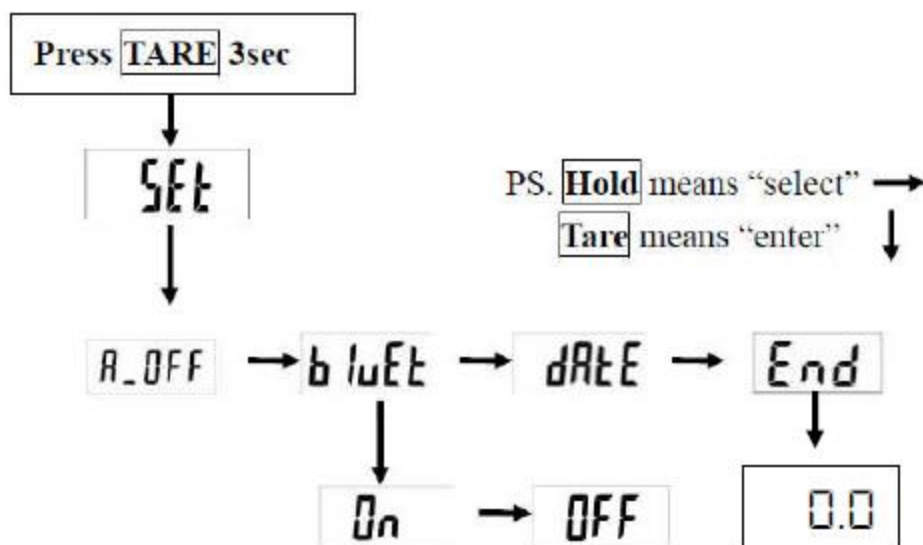 Press TARE 3sec
SEt
PS. Hold means “select”
Tare means “enter”
A_OFF
bluEt
dAtE
End
On
OFF
0.0